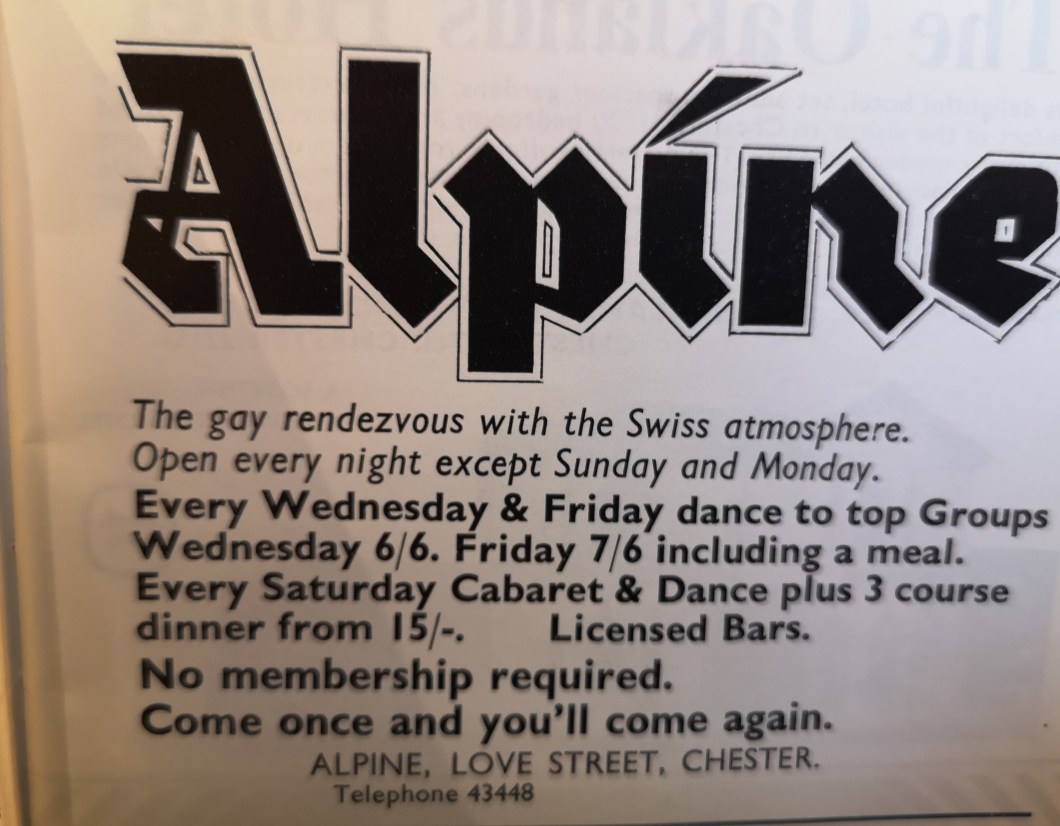 Alpine
The gay rendezvous with the Swiss atmosphere.
Open every night except Sunday and Monday.
Every Wednesday & Friday dance to top Groups
Wednesday 6/6. Friday 7/6 including a meal.
Every Saturday Cabaret & Dance plus 3 course
dinner from 15/-. Licensed Bars.
No membership required.
Come once and you'll come again.
ALPINE, LOVE STREET, CHESTER.
Telephone 43448